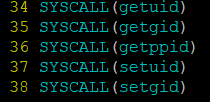 34 SYSCALL(getuid)
35 SYSCALL(getgid)
36 SYSCALL(getppid)
37 SYSCALL(setuid)
38 SYSCALL(setgid)